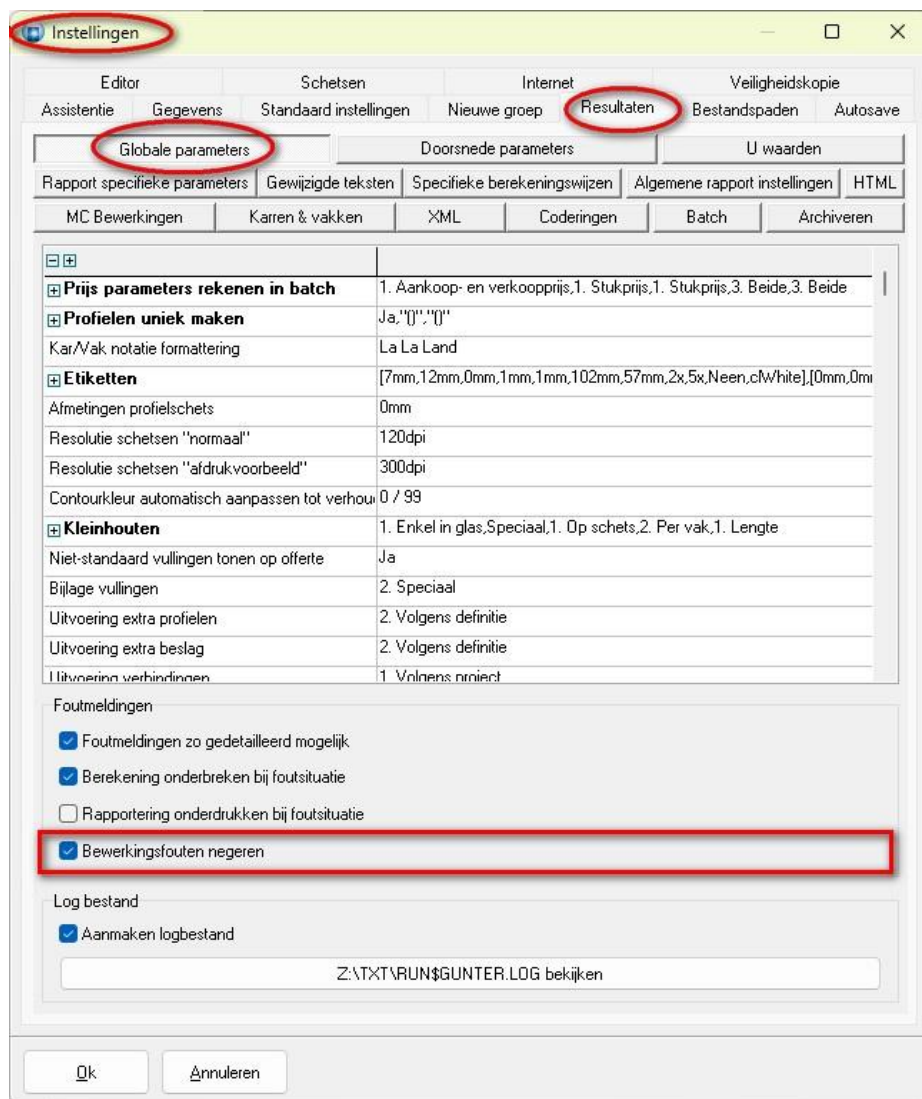 Instellingen
Editor Schetsen Internet Veiligheidskopie
Assistentie Gegevens Standaard instellingen Nieuwe groep Resultaten Bestandspaden Autosave
Globale parameters Doorsnede parameters U waarden
Rapport specifieke parameters Gewijzigde teksten Specifieke berekeningswijzen Algemene rapport instellingen HTML
MC Bewerkingen Karren & vakken XML Coderingen Batch Archiveren
Prijs parameters rekenen in batch 1. Aankoop- en verkoopprijs,1. Stukprijs,1. Stukprijs,3. Beide,3. Beide
Profielen uniek maken Ja,"()","()"
Kar/Vak notatie formattering La La Land
Etiketten [7mm,12mm,0mm,1mm,1mm,102mm,57mm,2x,5x,Neen,clWhite],[0mm,0mm
Afmetingen profielschets 0mm
Resolutie schetsen "normaal" 120dpi
Resolutie schetsen "afdrukvoorbeeld" 300dpi
Contourkleur automatisch aanpassen tot verhou 0 / 99
Kleinhouten 1. Enkel in glas,Speciaal,1. Op schets,2. Per vak,1. Lengte
Niet-standaard vullingen tonen op offerte Ja
Bijlage vullingen 2. Speciaal
Uitvoering extra profielen 2. Volgens definitie
Uitvoering extra beslag 2. Volgens definitie
Uitvoering verbindingen 1. Volgens project
Foutmeldingen
Foutmeldingen zo gedetailleerd mogelijk
Berekening onderbreken bij foutsituatie
Rapportering onderdrukken bij foutsituatie
Bewerkingsfouten negeren
Log bestand
Aanmaken logbestand
Z:\TXT\RUN$GUNTER.LOG bekijken
Ok Annuleren